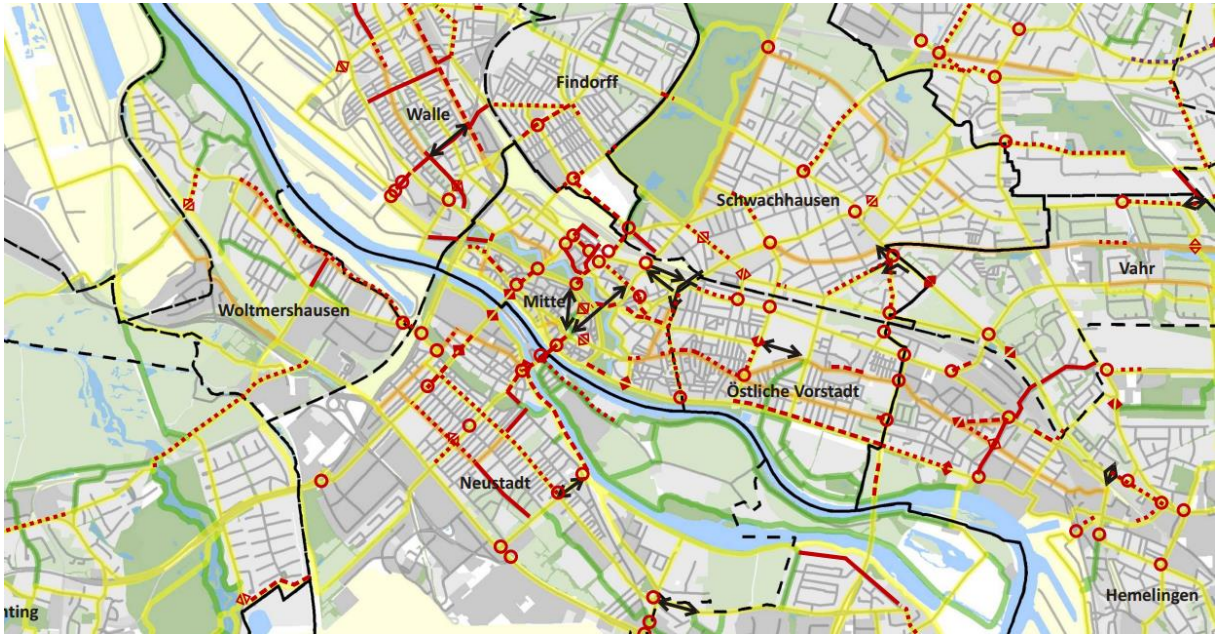 Findorff
Walle
Schwachhausen
Vahr
Mitte
Woltmershausen
Östliche Vorstadt
Neustadt
Hemelingen
nting